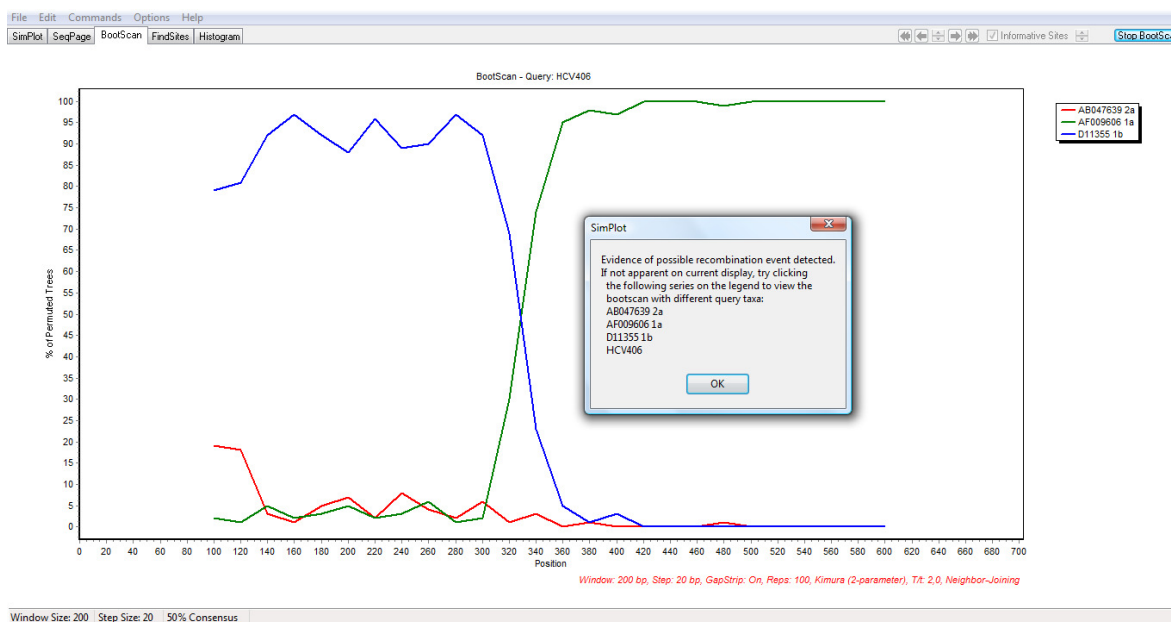 File Edit Commands Options Help
SimPlot SeqPage BootScan FindSites Histogram Informative Sites Stop BootSc
BootScan - Query: HCV406
100
95
90
85
80
75
70
65
60
55
50
45
40
35
30
25
20
15
10
5
0
% of Permuted Trees
AB047639 2a
AF009606 1a
D11355 1b
SimPlot
Evidence of possible recombination event detected.
If not apparent on current display, try clicking
the following series on the legend to view the
bootscan with different query taxa:
AB047639 2a
AF009606 1a
D11355 1b
HCV406
OK
0 20 40 60 80 100 120 140 160 180 200 220 240 260 280 300 320 340 360 380 400 420 440 460 480 500 520 540 560 580 600 620 640 660 680 700
Position
Window: 200 bp, Step: 20 bp, GapStrip: On, Reps: 100, Kimura (2-parameter), T/t: 2,0, Neighbor-Joining
Window Size: 200 Step Size: 20 50% Consensus